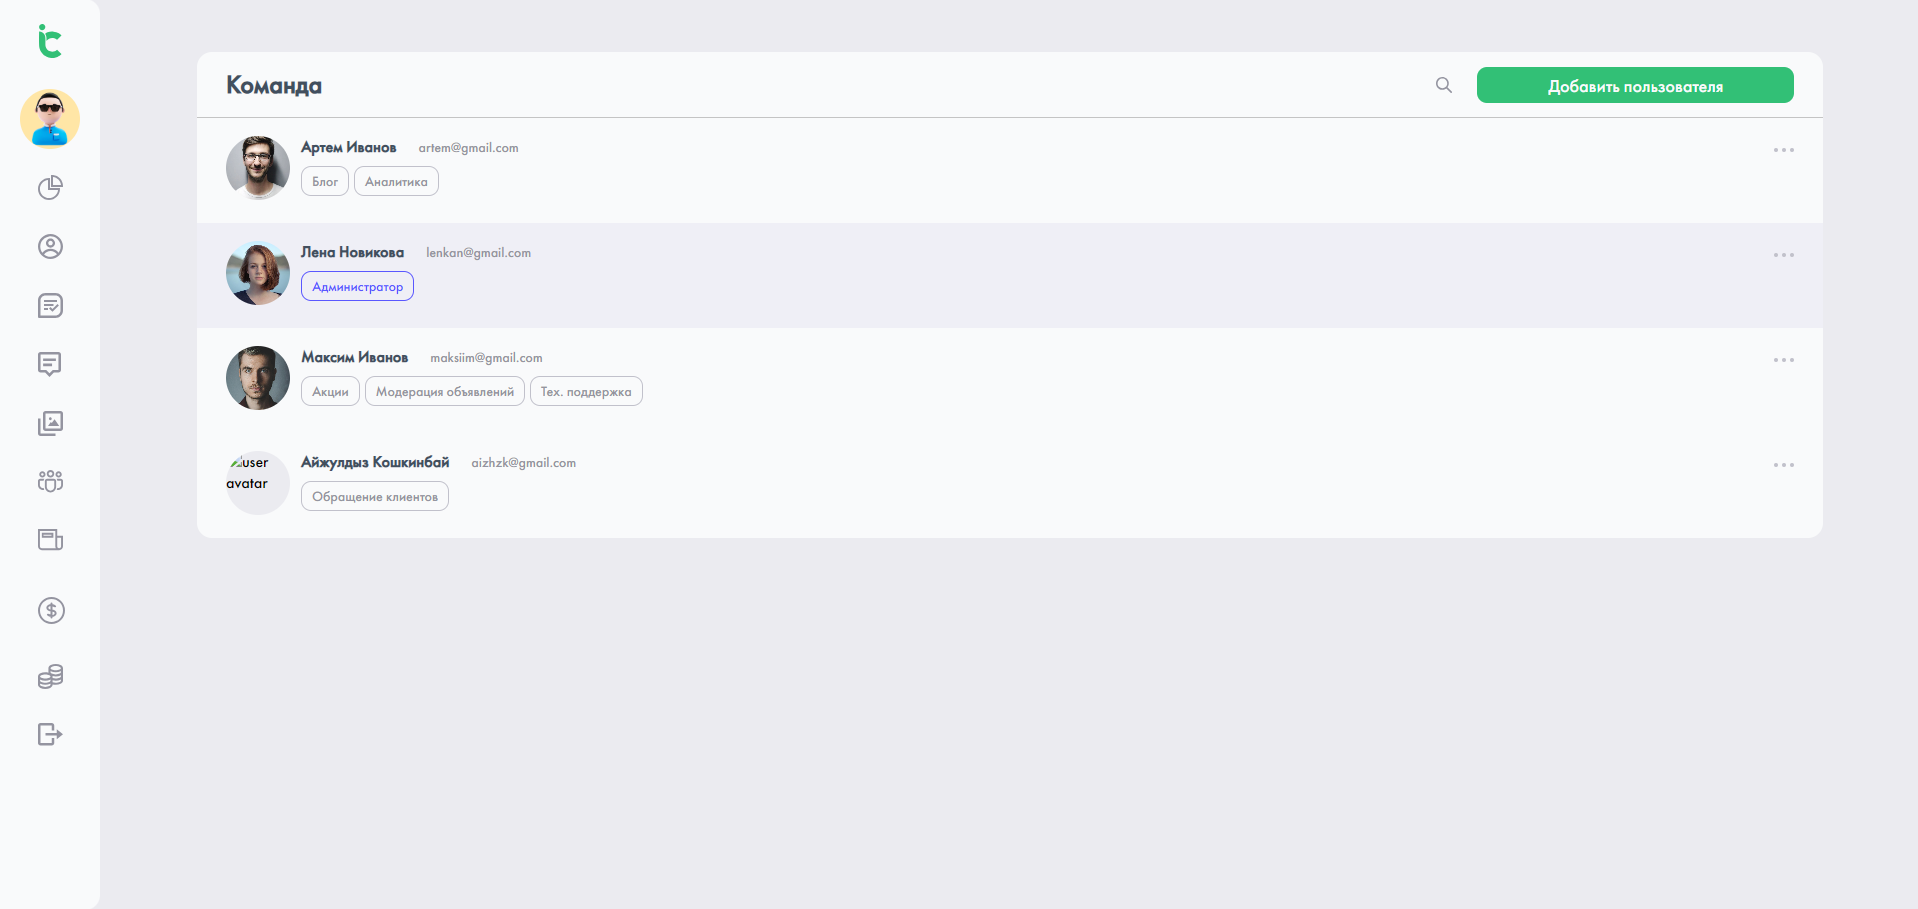 Команда
Добавить пользователя
Артем Иванов artem@gmail.com
Блог Аналитика
Лена Новикова lenkan@gmail.com
Администратор
Максим Иванов maksiim@gmail.com
Акции Модерация объявлений Тех. поддержка
user avatar
Айжулдыз Кошкинбай aizhzk@gmail.com
Обращение клиентов